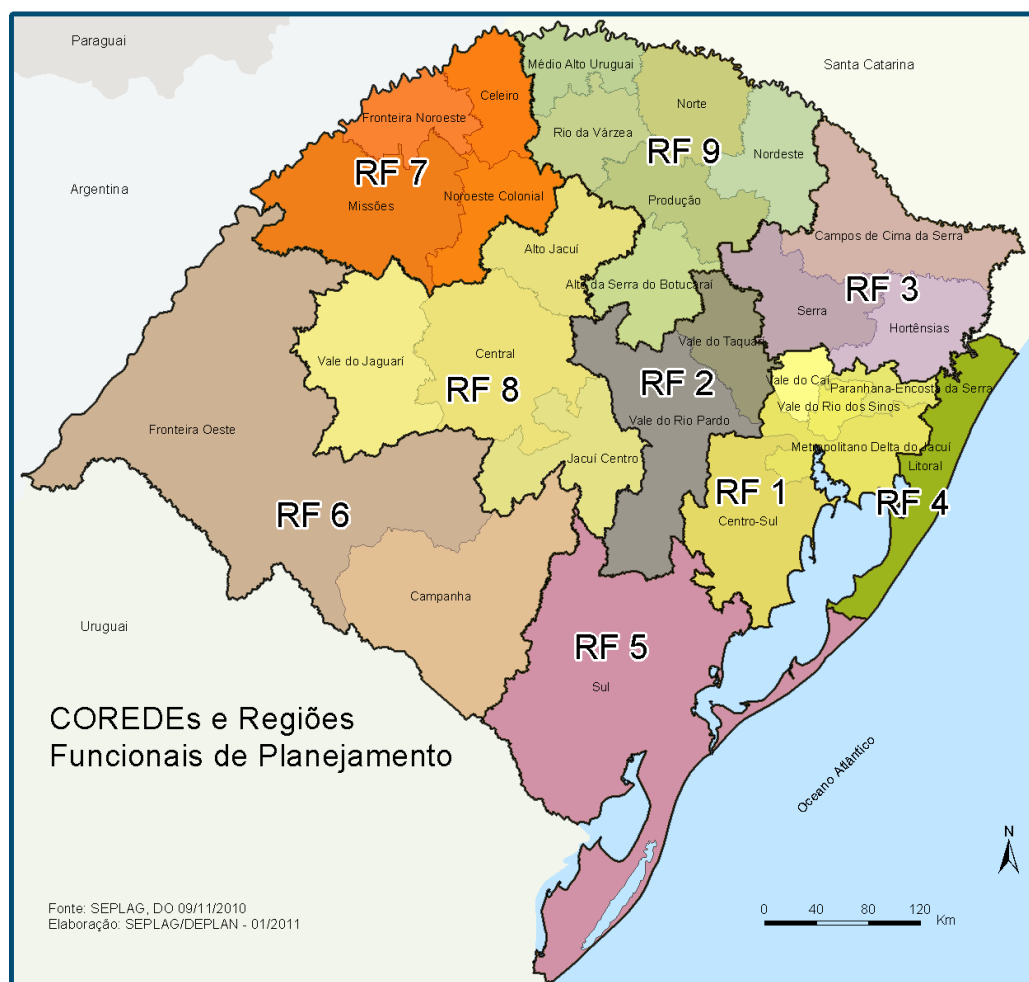 Paraguai
Santa Catarina
Médio Alto Uruguai
Celeiro
Norte
Fronteira Noroeste
Rio da Várzea
Nordeste
RF 9
RF 7
Argentina
Noroeste Colonial
Missões
Produção
Campos de Cima da Serra
Alto Jacuí
Alto da Serra do Botucaraí
RF 3
Serra
Hortênsias
Vale do Taquari
Vale do Jaguarí
Central
RF 8
RF 2
Vale do Caí
Paranhana-Encosta da Serra
Vale do Rio dos Sinos
Vale do Rio Pardo
Fronteira Oeste
Metropolitano Delta do Jacuí
Jacuí Centro
Litoral
RF 1
RF 4
RF 6
Centro-Sul
Campanha
Uruguai
RF 5
Sul
COREDEs e Regiões
Funcionais de Planejamento
Oceano Atlântico
N
Fonte: SEPLAG, DO 09/11/2010
Elaboração: SEPLAG/DEPLAN - 01/2011
0 40 80 120
Km